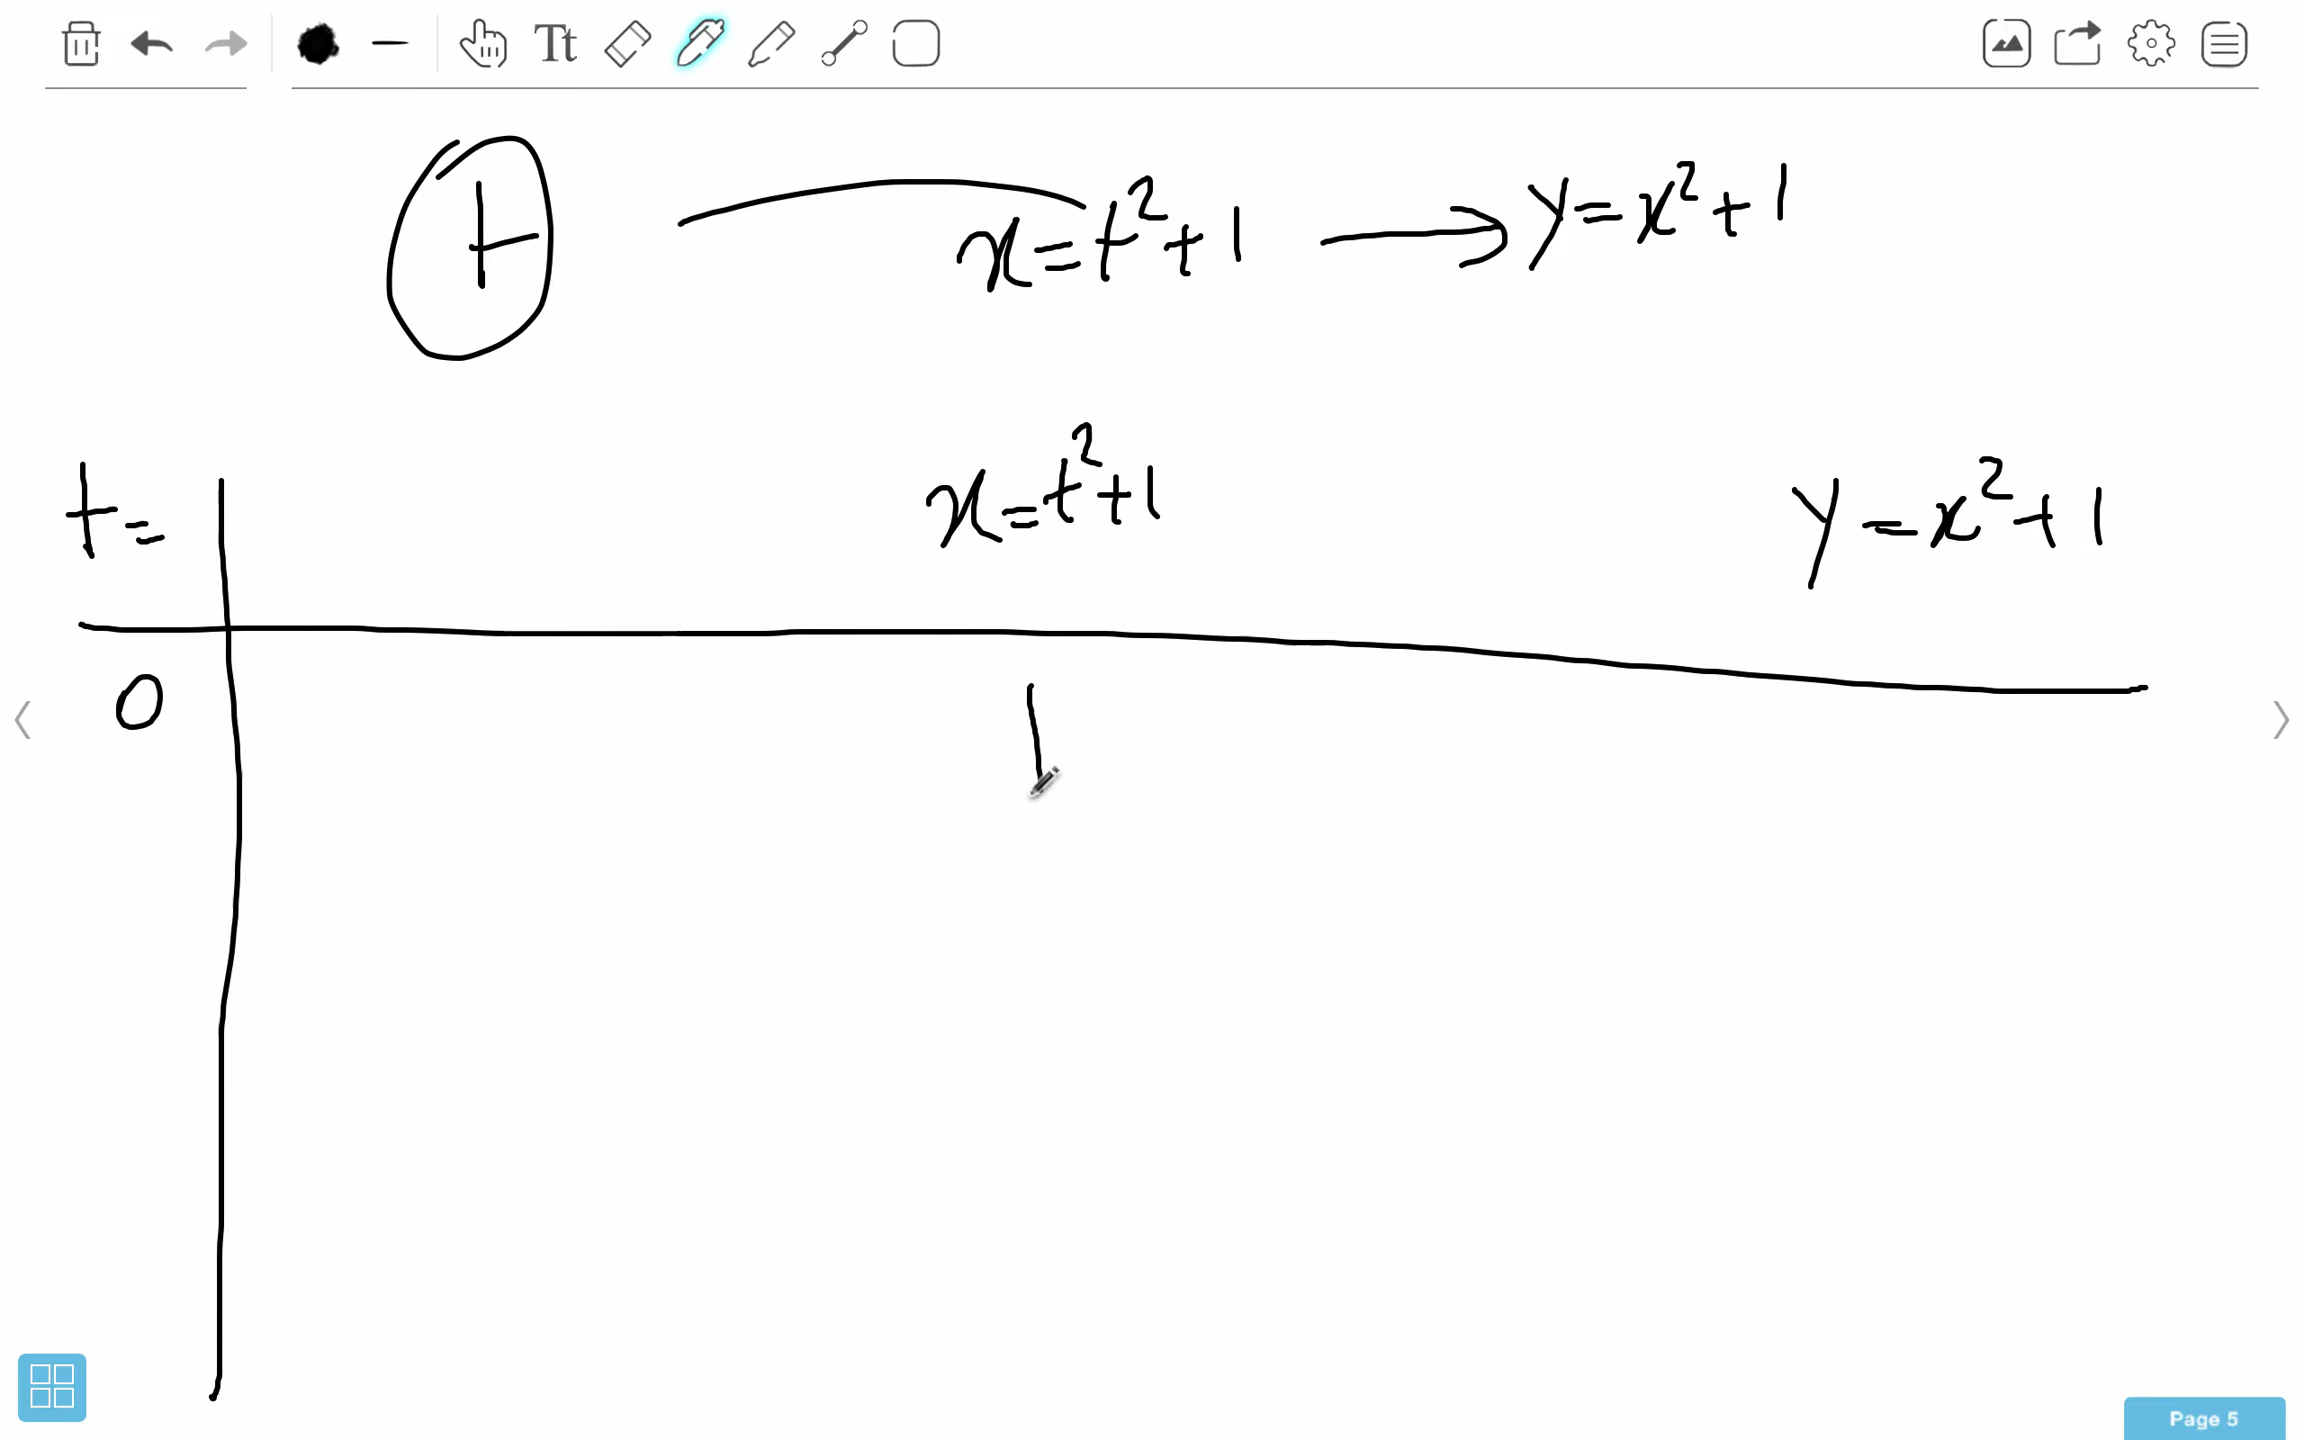 Tt
t x=t²+1 → y=x²+1
t= x=t²+1 y=x²+1
0 1
Page 5